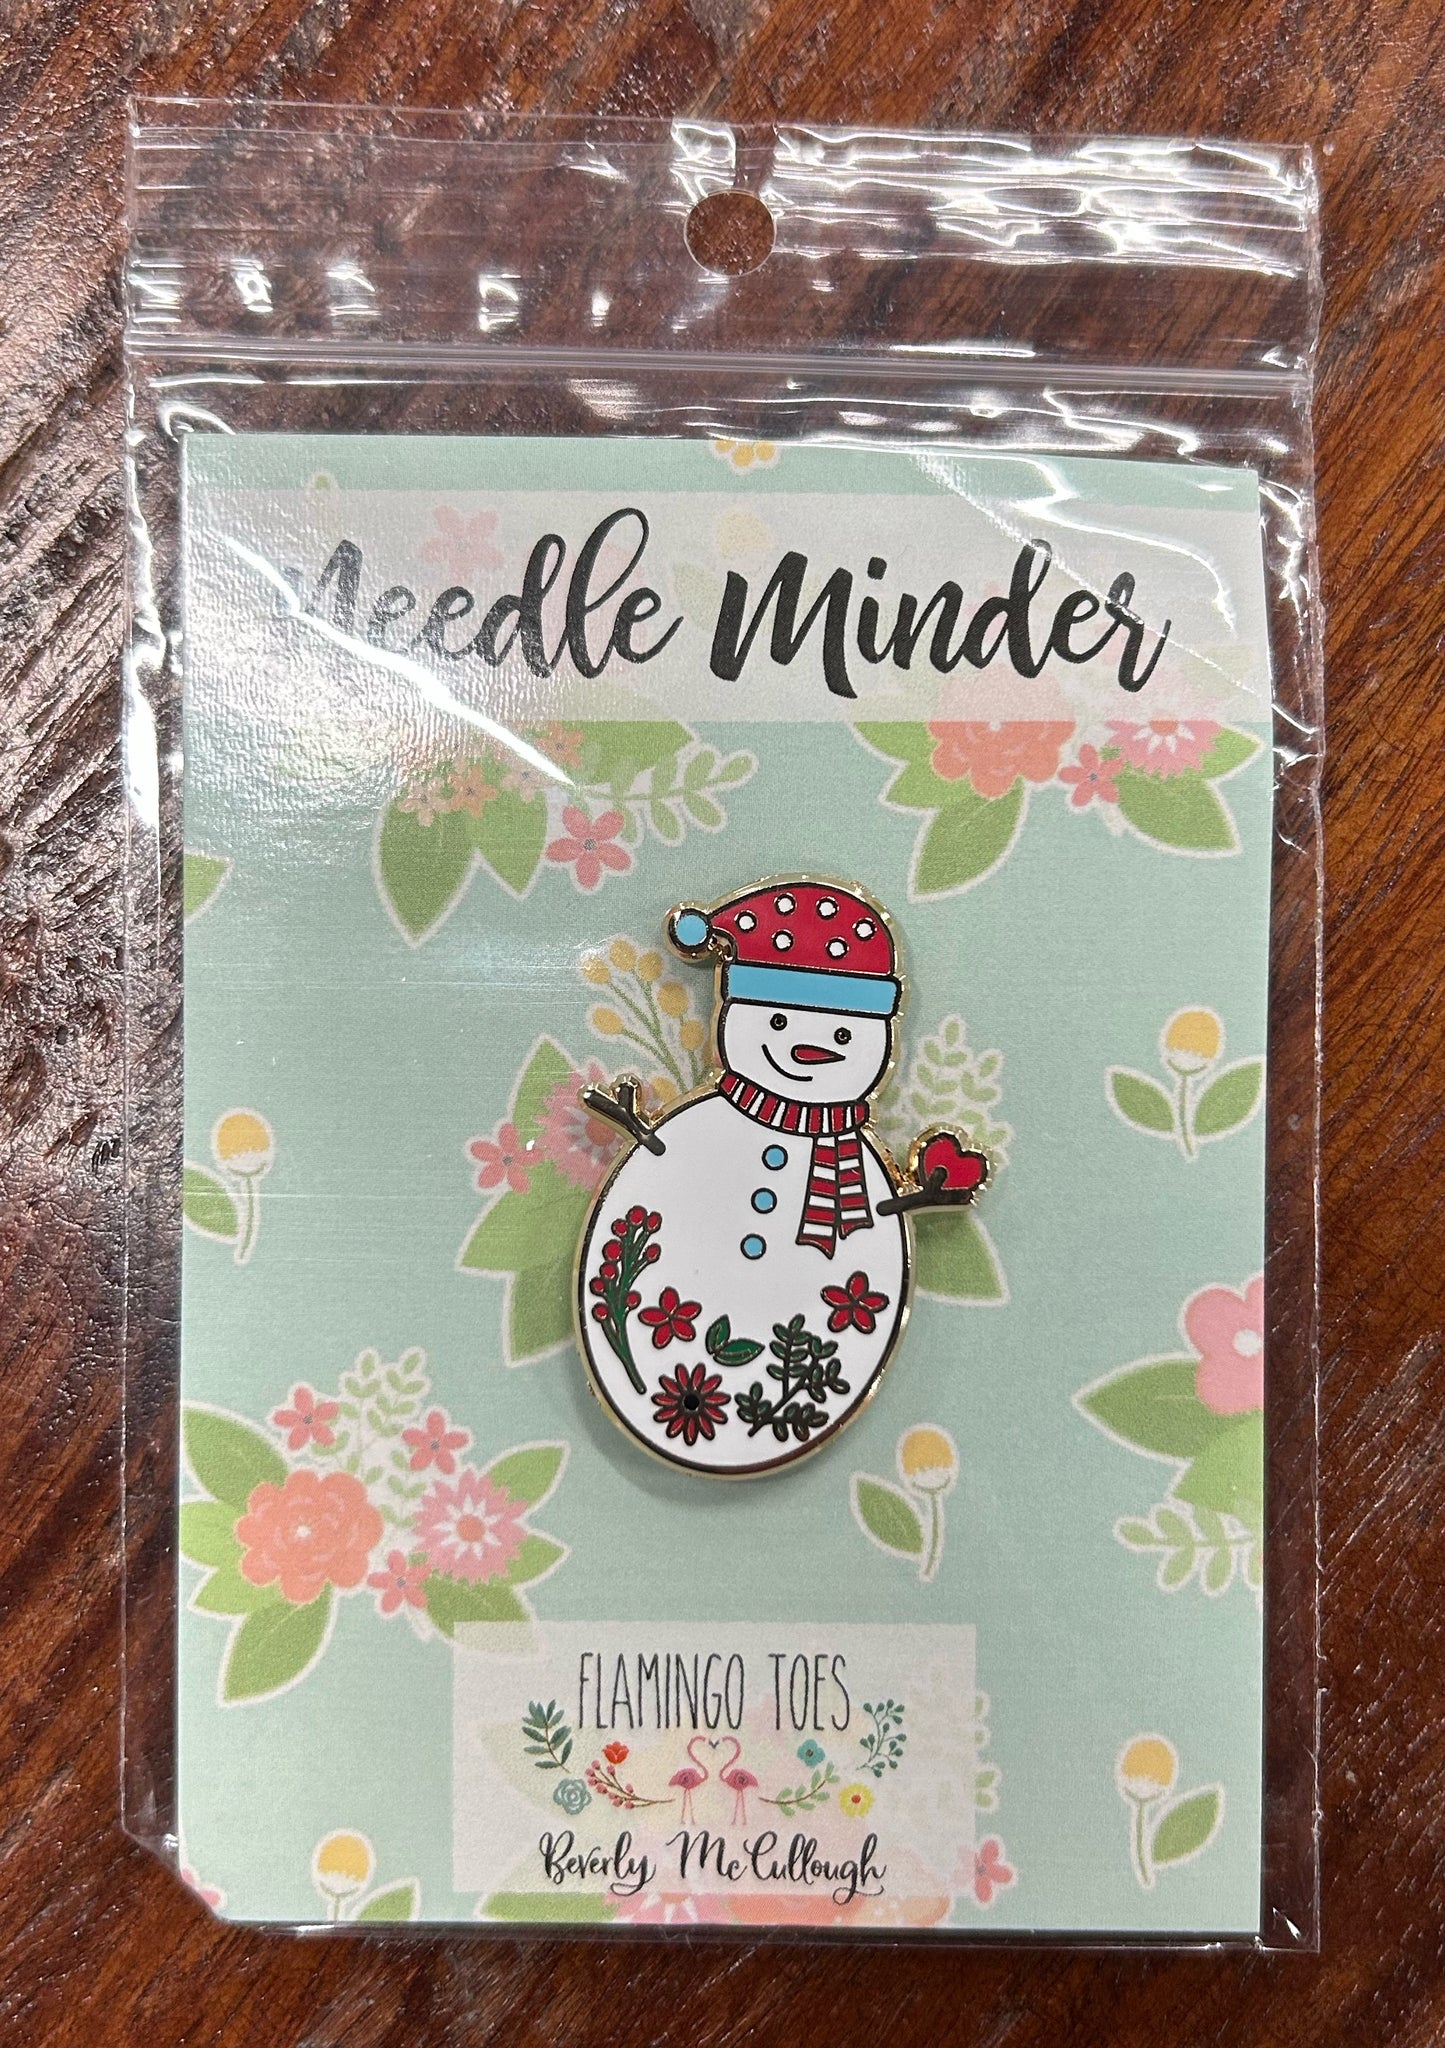 Needle Minder
FLAMINGO TOES
Beverly McCullough